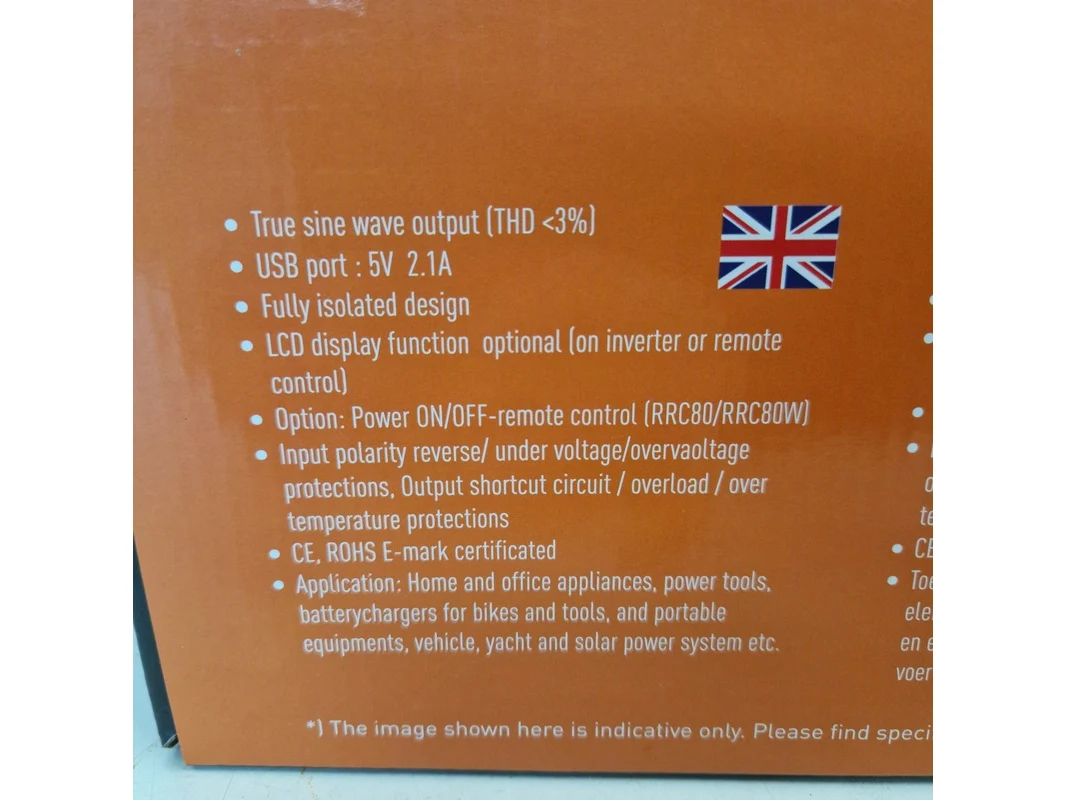 • True sine wave output (THD <3%)
• USB port : 5V 2.1A
• Fully isolated design
• LCD display function optional (on inverter or remote
control)
• Option: Power ON/OFF-remote control (RRC80/RRC80W)
• Input polarity reverse/ under voltage/overvaoltage
protections, Output shortcut circuit / overload / over
temperature protections
• CE, ROHS E-mark certificated
• Application: Home and office appliances, power tools,
batterychargers for bikes and tools, and portable
equipments, vehicle, yacht and solar power system etc.
*) The image shown here is indicative only. Please find
en